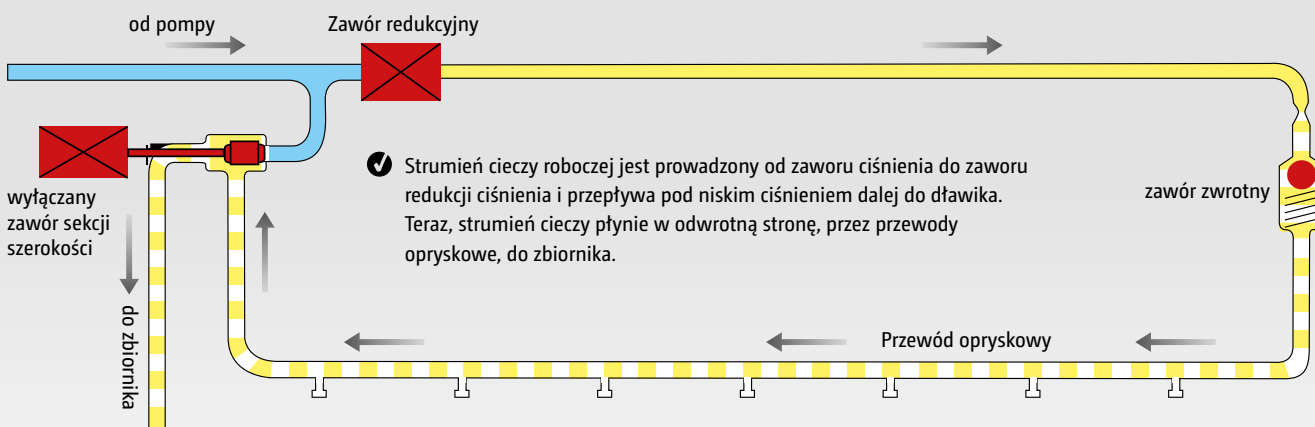 od pompy
Zawór redukcyjny
Strumień cieczy roboczej jest prowadzony od zaworu ciśnienia do zaworu
redukcji ciśnienia i przepływa pod niskim ciśnieniem dalej do dławika.
Teraz, strumień cieczy płynie w odwrotną stronę, przez przewody
opryskowe, do zbiornika.
zawór zwrotny
wyłączany
zawór sekcji
szerokości
do zbiornika
Przewód opryskowy